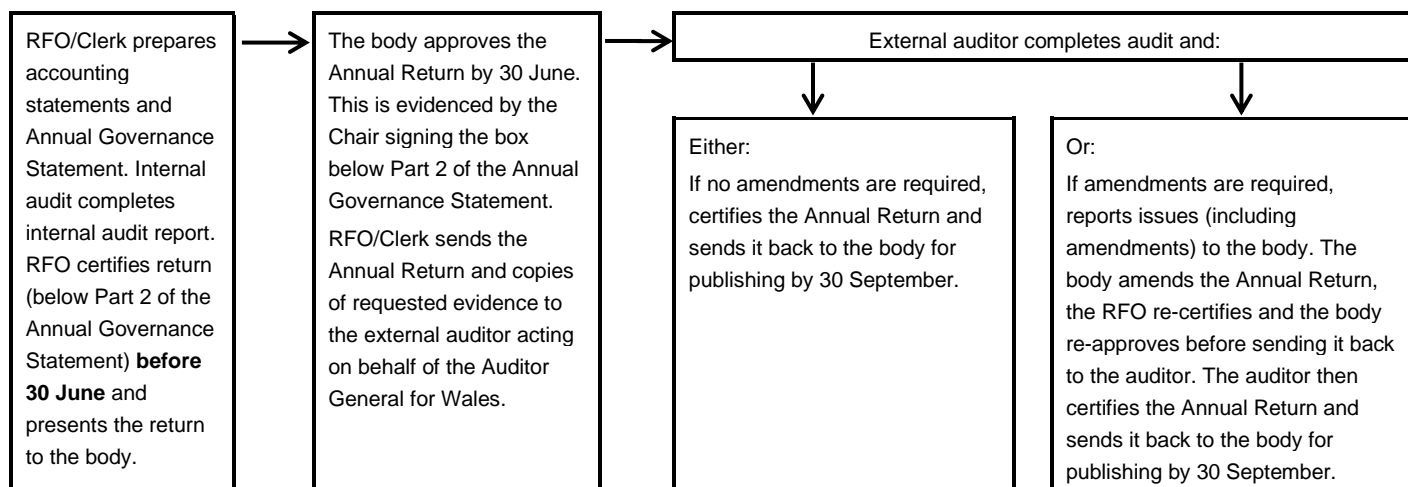 RFO/Clerk prepares
accounting
statements and
Annual Governance
Statement. Internal
audit completes
internal audit report.
RFO certifies return
(below Part 2 of the
Annual Governance
Statement) before
30 June and
presents the return
to the body.
The body approves the
Annual Return by 30 June.
This is evidenced by the
Chair signing the box
below Part 2 of the Annual
Governance Statement.
RFO/Clerk sends the
Annual Return and copies
of requested evidence to
the external auditor acting
on behalf of the Auditor
General for Wales.
External auditor completes audit and:
Either:
If no amendments are required,
certifies the Annual Return and
sends it back to the body for
publishing by 30 September.
Or:
If amendments are required,
reports issues (including
amendments) to the body. The
body amends the Annual Return,
the RFO re-certifies and the body
re-approves before sending it back
to the auditor. The auditor then
certifies the Annual Return and
sends it back to the body for
publishing by 30 September.